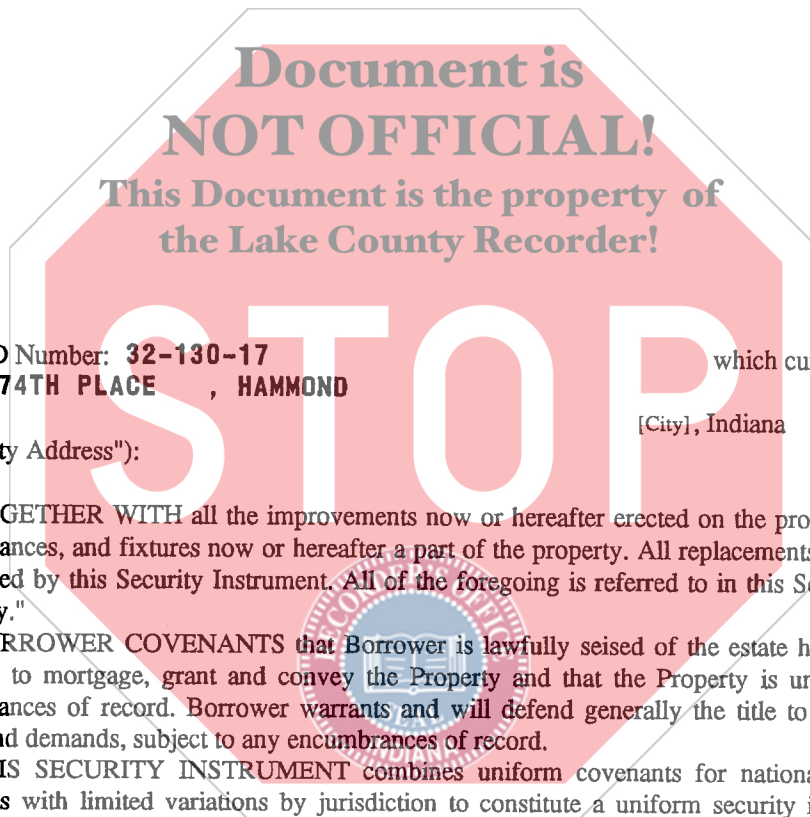 Document is
NOT OFFICIAL!
This Document is the property of
the Lake County Recorder!
STOP
Number: 32-130-17 which
74TH PLACE , HAMMOND
[City], Indiana
ty Address"):
GETHER WITH all the improvements now or hereafter erected on the pro
ances, and fixtures now or hereafter a part of the property. All replacements
ed by this Security Instrument. All of the foregoing is referred to in this
y."
RROWER COVENANTS that Borrower is lawfully seised of the estate
to mortgage, grant and convey the Property and that the Property is
ances of record. Borrower warrants and will defend generally the title to
nd demands, subject to any encumbrances of record.
IS SECURITY INSTRUMENT combines uniform covenants for
s with limited variations by jurisdiction to constitute a uniform security
RECORDER'S OFFICE
SEAL
INDIANA